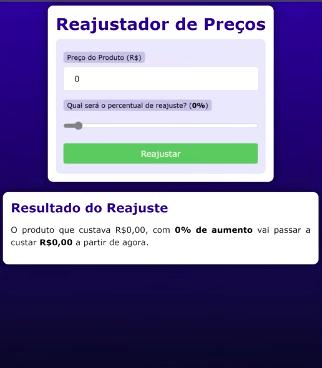 Reajustador de Preços
Preço do Produto (R$)
0
Qual será o percentual de reajuste? (0%)
Reajustar
Resultado do Reajuste
O produto que custava R$0,00, com 0% de aumento vai passar a
custar R$0,00 a partir de agora.